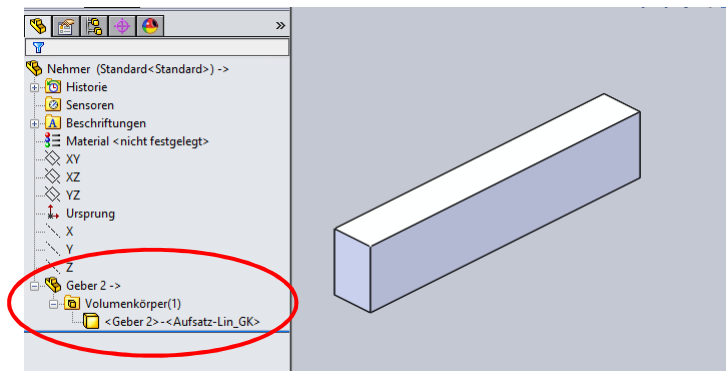 »
Nehmer (Standard<Standard>) ->
Historie
Sensoren
Beschriftungen
Material <nicht festgelegt>
XY
XZ
YZ
Ursprung
X
Y
Z
Geber 2 ->
Volumenkörper(1)
<Geber 2>-<Aufsatz-Lin_GK>